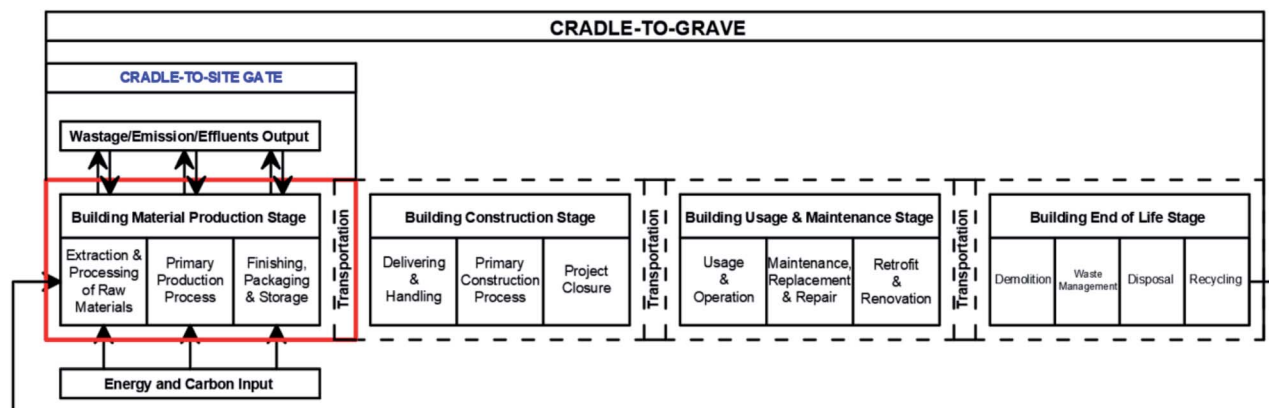 CRADLE-TO-GRAVE
CRADLE-TO-SITE GATE
Wastage/Emission/Effluents Output
Building Material Production Stage
Extraction &
Processing
of Raw
Materials
Primary
Production
Process
Finishing,
Packaging
& Storage
Energy and Carbon Input
Transportation
Building Construction Stage
Delivering
&
Handling
Primary
Construction
Process
Project
Closure
Transportation
Building Usage & Maintenance Stage
Usage
&
Operation
Maintenance,
Replacement
& Repair
Retrofit
&
Renovation
Transportation
Building End of Life Stage
Demolition
Waste
Management
Disposal
Recycling